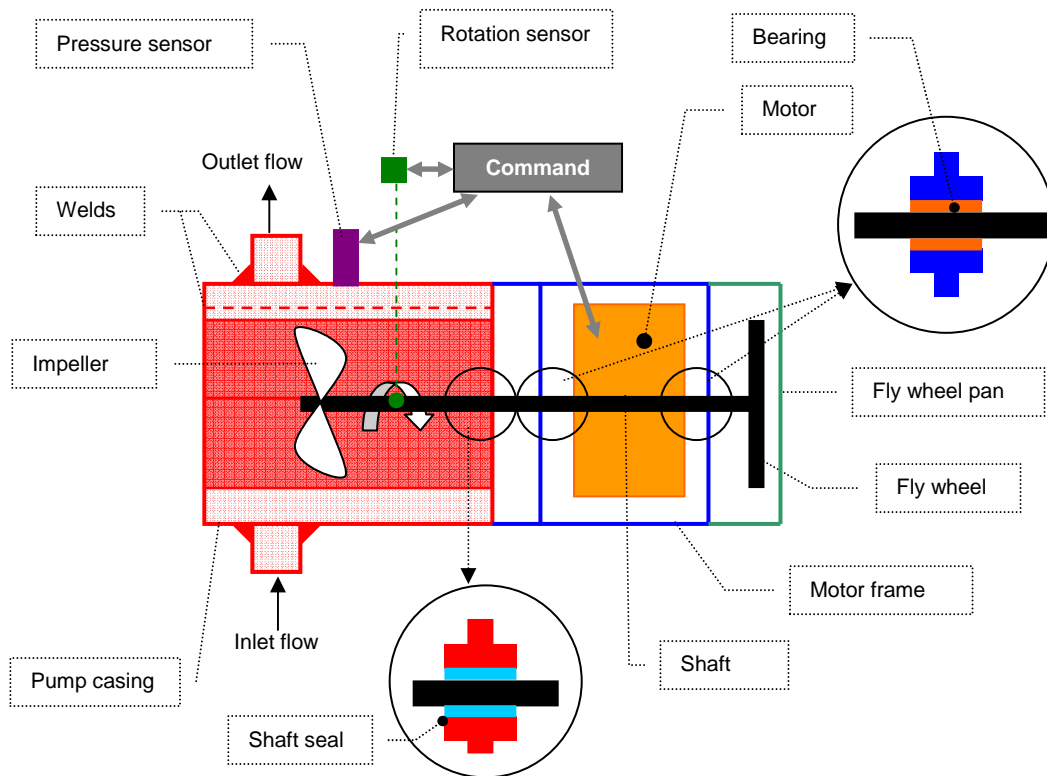 Pressure sensor
Rotation sensor
Bearing
Motor
Outlet flow
Command
Welds
Impeller
Fly wheel pan
Fly wheel
Motor frame
Inlet flow
Shaft
Pump casing
Shaft seal